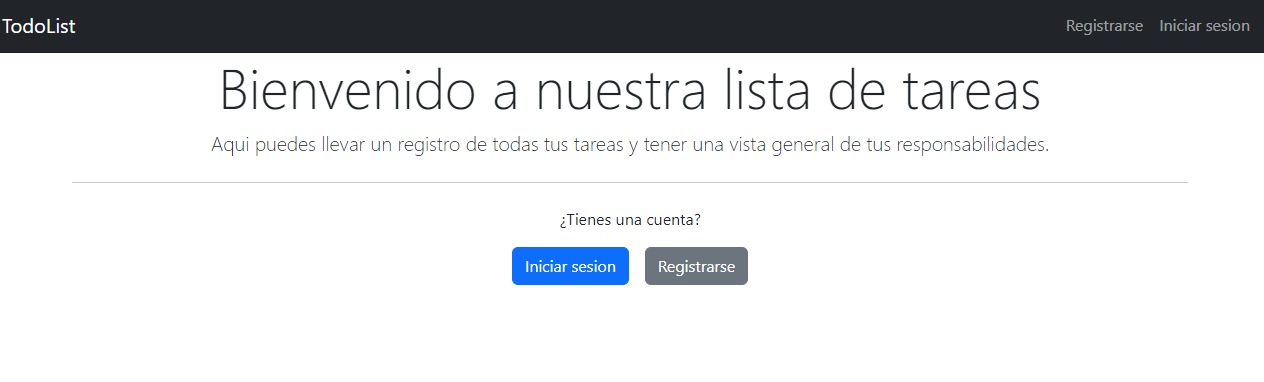 TodoList
Registrarse Iniciar sesion
Bienvenido a nuestra lista de tareas
Aqui puedes llevar un registro de todas tus tareas y tener una vista general de tus responsabilidades.
¿Tienes una cuenta?
Iniciar sesion Registrarse